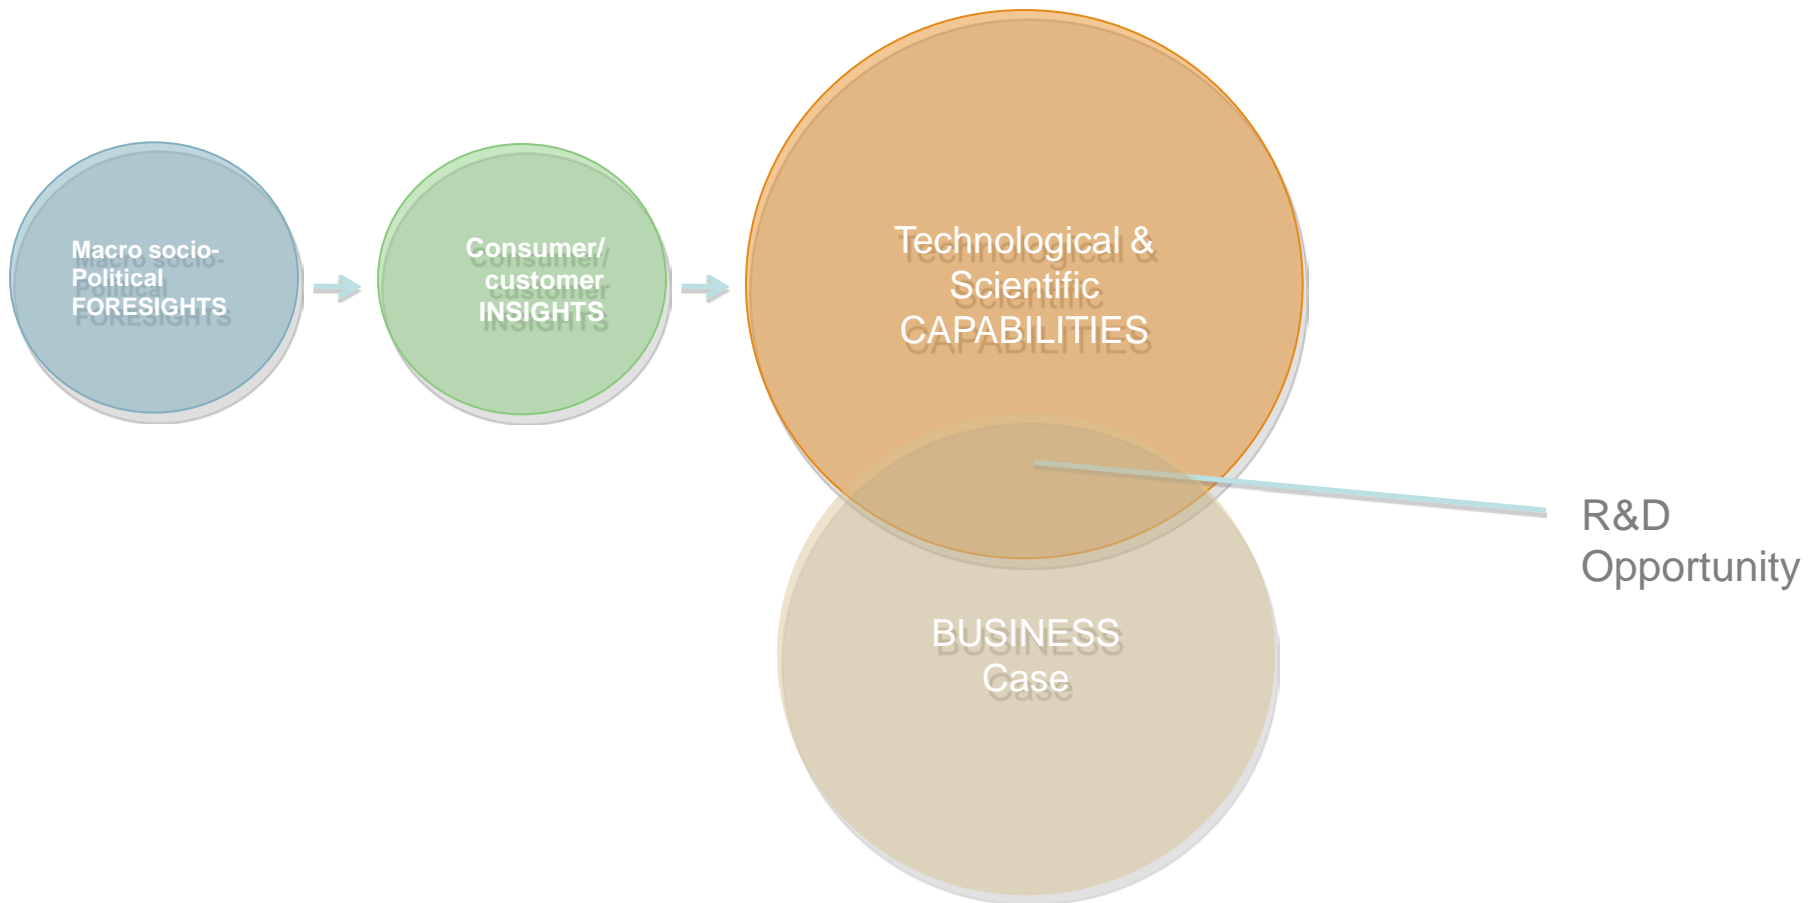 Macro socio-
Political
FORESIGHTS
Consumer/
customer
INSIGHTS
Technological &
Scientific
CAPABILITIES
BUSINESS
Case
R&D
Opportunity